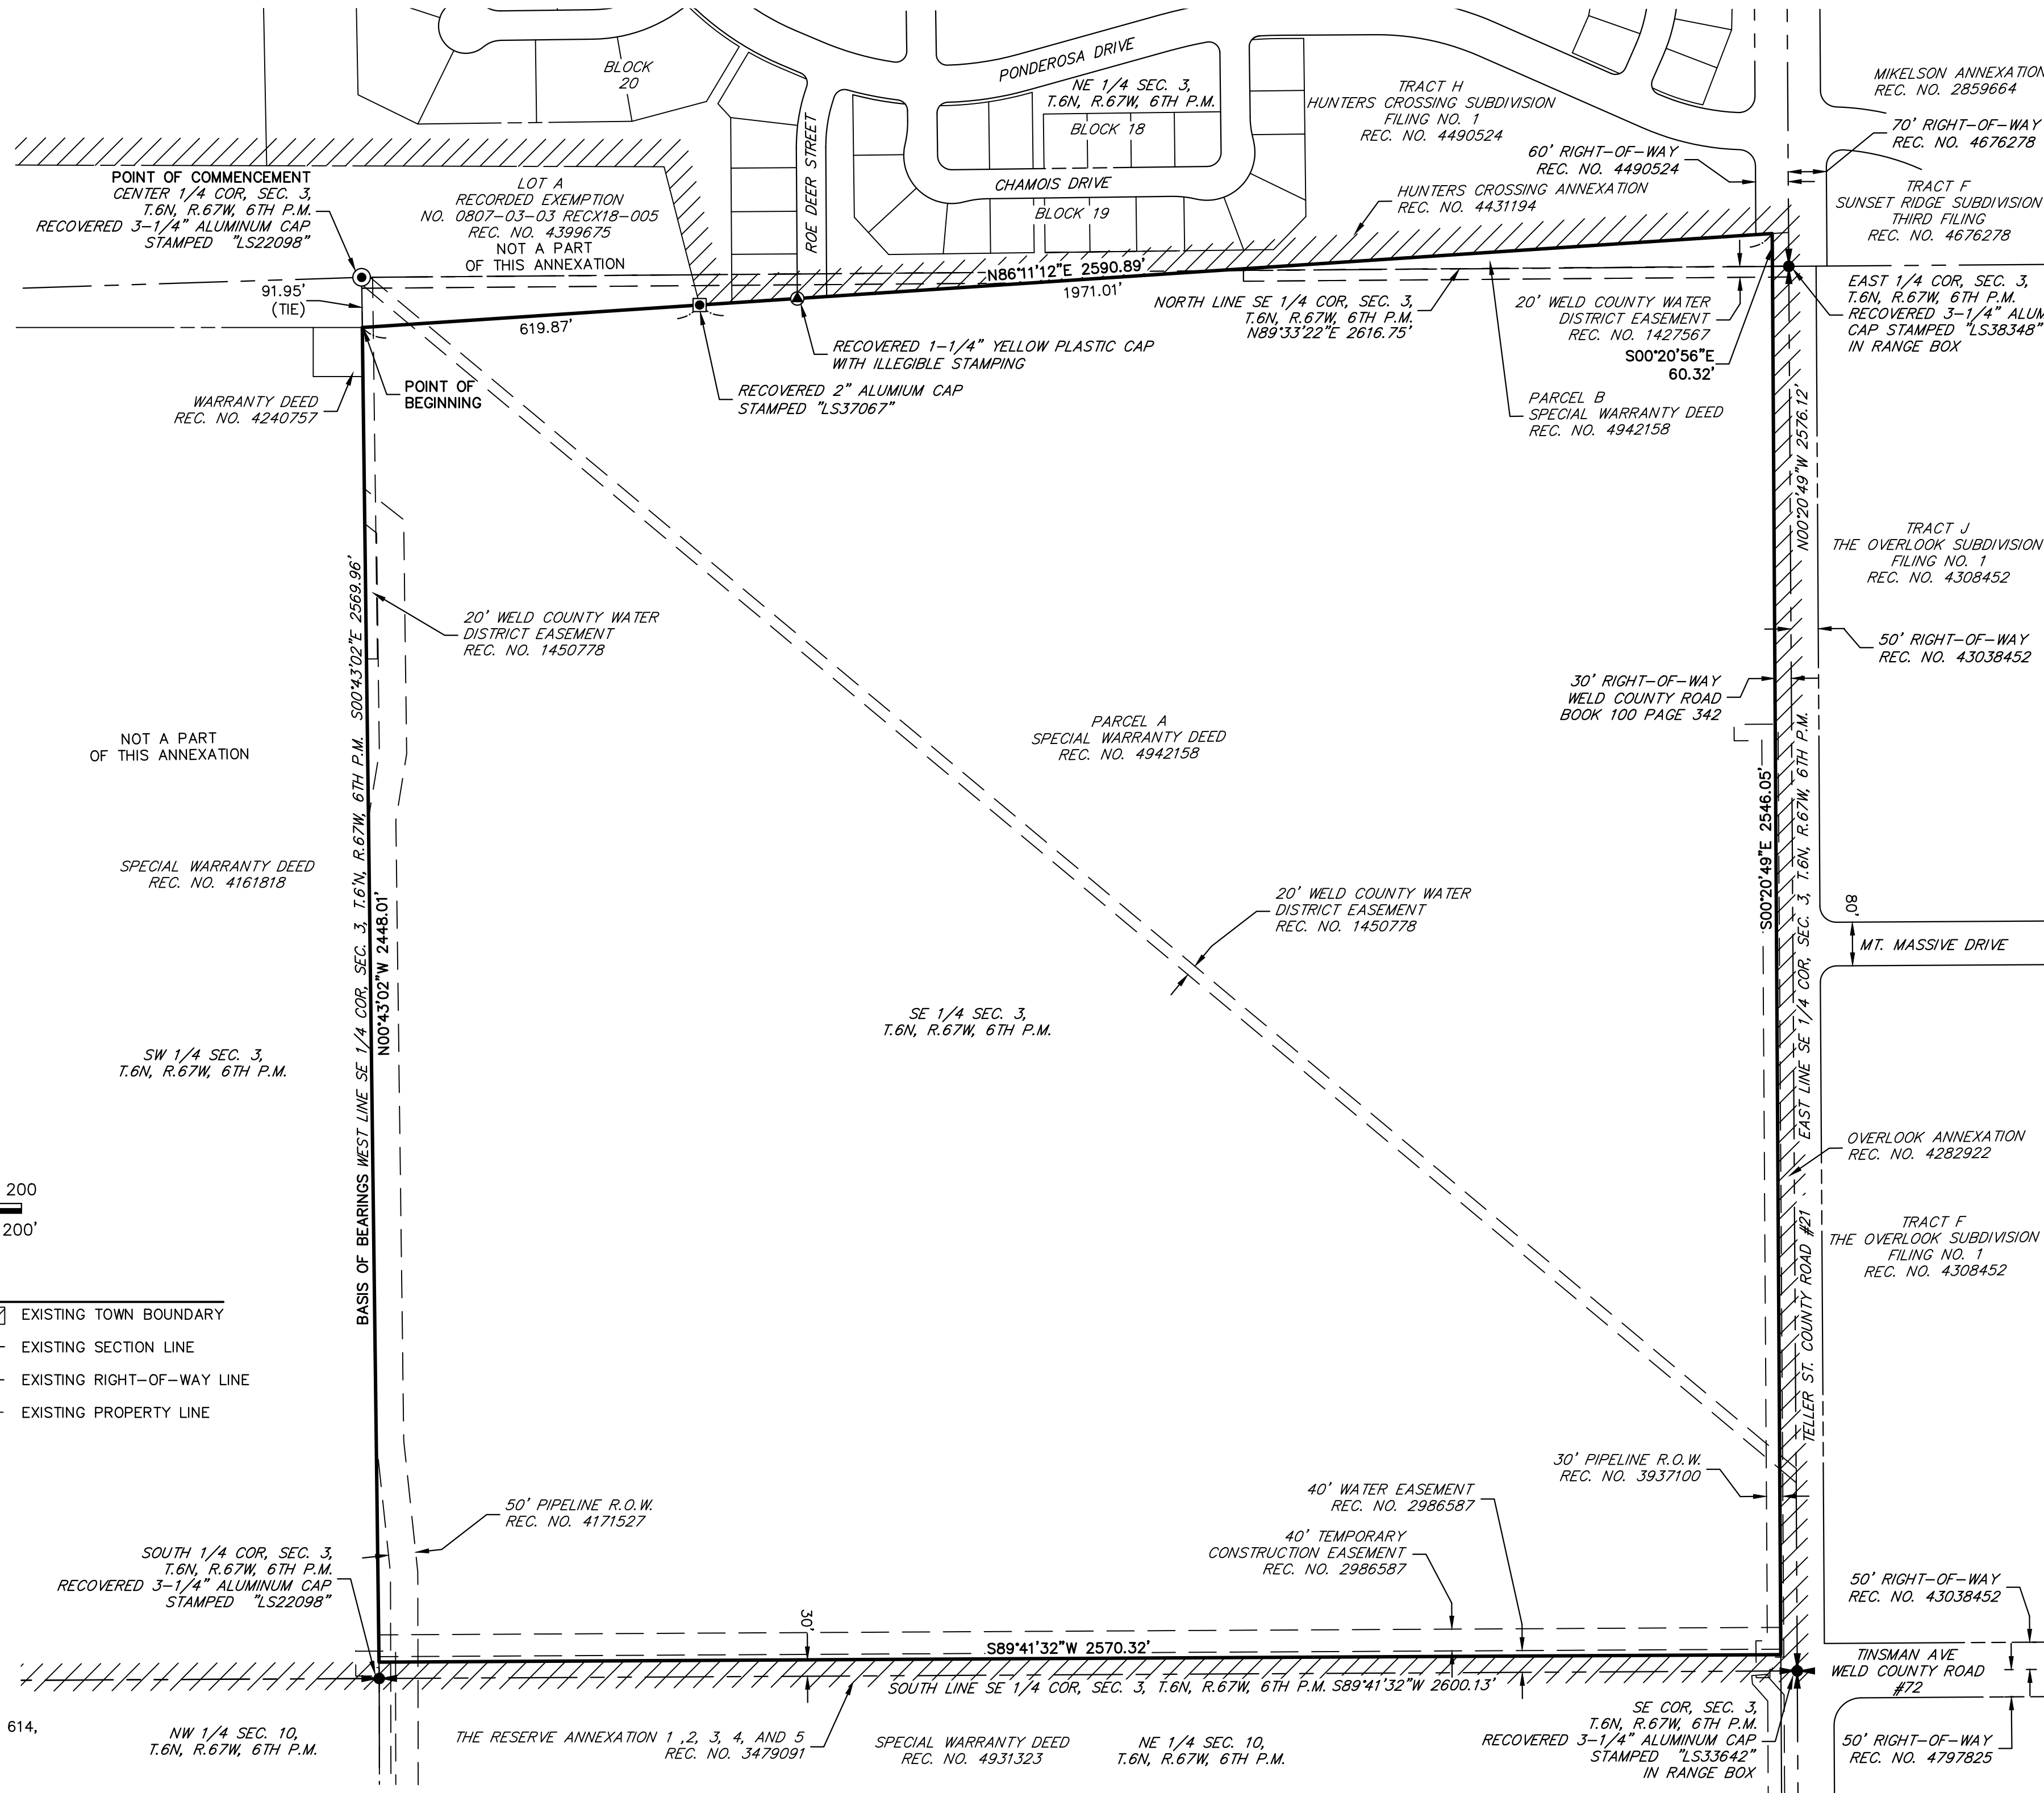 BLOCK
20
PONDEROSA DRIVE
NE 1/4 SEC. 3,
T.6N, R.67W, 6TH P.M.
BLOCK 18
TRACT H
HUNTERS CROSSING SUBDIVISION
FILING NO. 1
REC. NO. 4490524
MIKELSON ANNEXATION
REC. NO. 2859664
70' RIGHT-OF-WAY
REC. NO. 4676278
60' RIGHT-OF-WAY
REC. NO. 4490524
TRACT F
SUNSET RIDGE SUBDIVISION
THIRD FILING
REC. NO. 4676278
ROE DEER STREET
CHAMOIS DRIVE
BLOCK 19
HUNTERS CROSSING ANNEXATION
REC. NO. 4431194
POINT OF COMMENCEMENT
CENTER 1/4 COR, SEC. 3,
T.6N, R.67W, 6TH P.M.
RECOVERED 3-1/4" ALUMINUM CAP
STAMPED "LS22098"
LOT A
RECORDED EXEMPTION
NO. 0807-03-03 RECX18-005
REC. NO. 4399675
NOT A PART
OF THIS ANNEXATION
N86°11'12"E 2590.89'
1971.01'
91.95'
(TIE)
619.87'
NORTH LINE SE 1/4 COR, SEC. 3,
T.6N, R.67W, 6TH P.M.
N89°33'22"E 2616.75'
20' WELD COUNTY WATER
DISTRICT EASEMENT
REC. NO. 1427567
S00°20'56"E
60.32'
EAST 1/4 COR, SEC. 3,
T.6N, R.67W, 6TH P.M.
RECOVERED 3-1/4" ALUM
CAP STAMPED "LS38348"
IN RANGE BOX
RECOVERED 1-1/4" YELLOW PLASTIC CAP
WITH ILLEGIBLE STAMPING
RECOVERED 2" ALUMIUM CAP
STAMPED "LS37067"
POINT OF
BEGINNING
WARRANTY DEED
REC. NO. 4240757
PARCEL B
SPECIAL WARRANTY DEED
REC. NO. 4942158
N00°20'49"W 2576.12'
TRACT J
THE OVERLOOK SUBDIVISION
FILING NO. 1
REC. NO. 4308452
20' WELD COUNTY WATER
DISTRICT EASEMENT
REC. NO. 1450778
50' RIGHT-OF-WAY
REC. NO. 43038452
30' RIGHT-OF-WAY
WELD COUNTY ROAD
BOOK 100 PAGE 342
PARCEL A
SPECIAL WARRANTY DEED
REC. NO. 4942158
NOT A PART
OF THIS ANNEXATION
SPECIAL WARRANTY DEED
REC. NO. 4161818
BASIS OF BEARINGS WEST LINE SE 1/4 COR, SEC. 3, T.6'N, R.67W, 6TH P.M. S00°43'02"E 2569.96'
N00°43'02"W 2448.01'
S00°20'49"E 2546.05'
EAST LINE SE 1/4 COR, SEC. 3, T.6N, R.67W, 6TH P.M.
TELLER ST. COUNTY ROAD #21
20' WELD COUNTY WATER
DISTRICT EASEMENT
REC. NO. 1450778
80'
MT. MASSIVE DRIVE
SE 1/4 SEC. 3,
T.6N, R.67W, 6TH P.M.
SW 1/4 SEC. 3,
T.6N, R.67W, 6TH P.M.
OVERLOOK ANNEXATION
REC. NO. 4282922
TRACT F
THE OVERLOOK SUBDIVISION
FILING NO. 1
REC. NO. 4308452
200
200'
EXISTING TOWN BOUNDARY
EXISTING SECTION LINE
EXISTING RIGHT-OF-WAY LINE
EXISTING PROPERTY LINE
30' PIPELINE R.O.W.
REC. NO. 3937100
40' WATER EASEMENT
REC. NO. 2986587
40' TEMPORARY
CONSTRUCTION EASEMENT
REC. NO. 2986587
50' PIPELINE R.O.W.
REC. NO. 4171527
SOUTH 1/4 COR, SEC. 3,
T.6N, R.67W, 6TH P.M.
RECOVERED 3-1/4" ALUMINUM CAP
STAMPED "LS22098"
50' RIGHT-OF-WAY
REC. NO. 43038452
30'
S89°41'32"W 2570.32'
SOUTH LINE SE 1/4 COR, SEC. 3, T.6N, R.67W, 6TH P.M. S89°41'32"W 2600.13'
TINSMAN AVE
WELD COUNTY ROAD
#72
614,
NW 1/4 SEC. 10,
T.6N, R.67W, 6TH P.M.
THE RESERVE ANNEXATION 1 ,2, 3, 4, AND 5
REC. NO. 3479091
SPECIAL WARRANTY DEED
REC. NO. 4931323
NE 1/4 SEC. 10,
T.6N, R.67W, 6TH P.M.
SE COR, SEC. 3,
T.6N, R.67W, 6TH P.M.
RECOVERED 3-1/4" ALUMINUM CAP
STAMPED "LS33642"
IN RANGE BOX
50' RIGHT-OF-WAY
REC. NO. 4797825